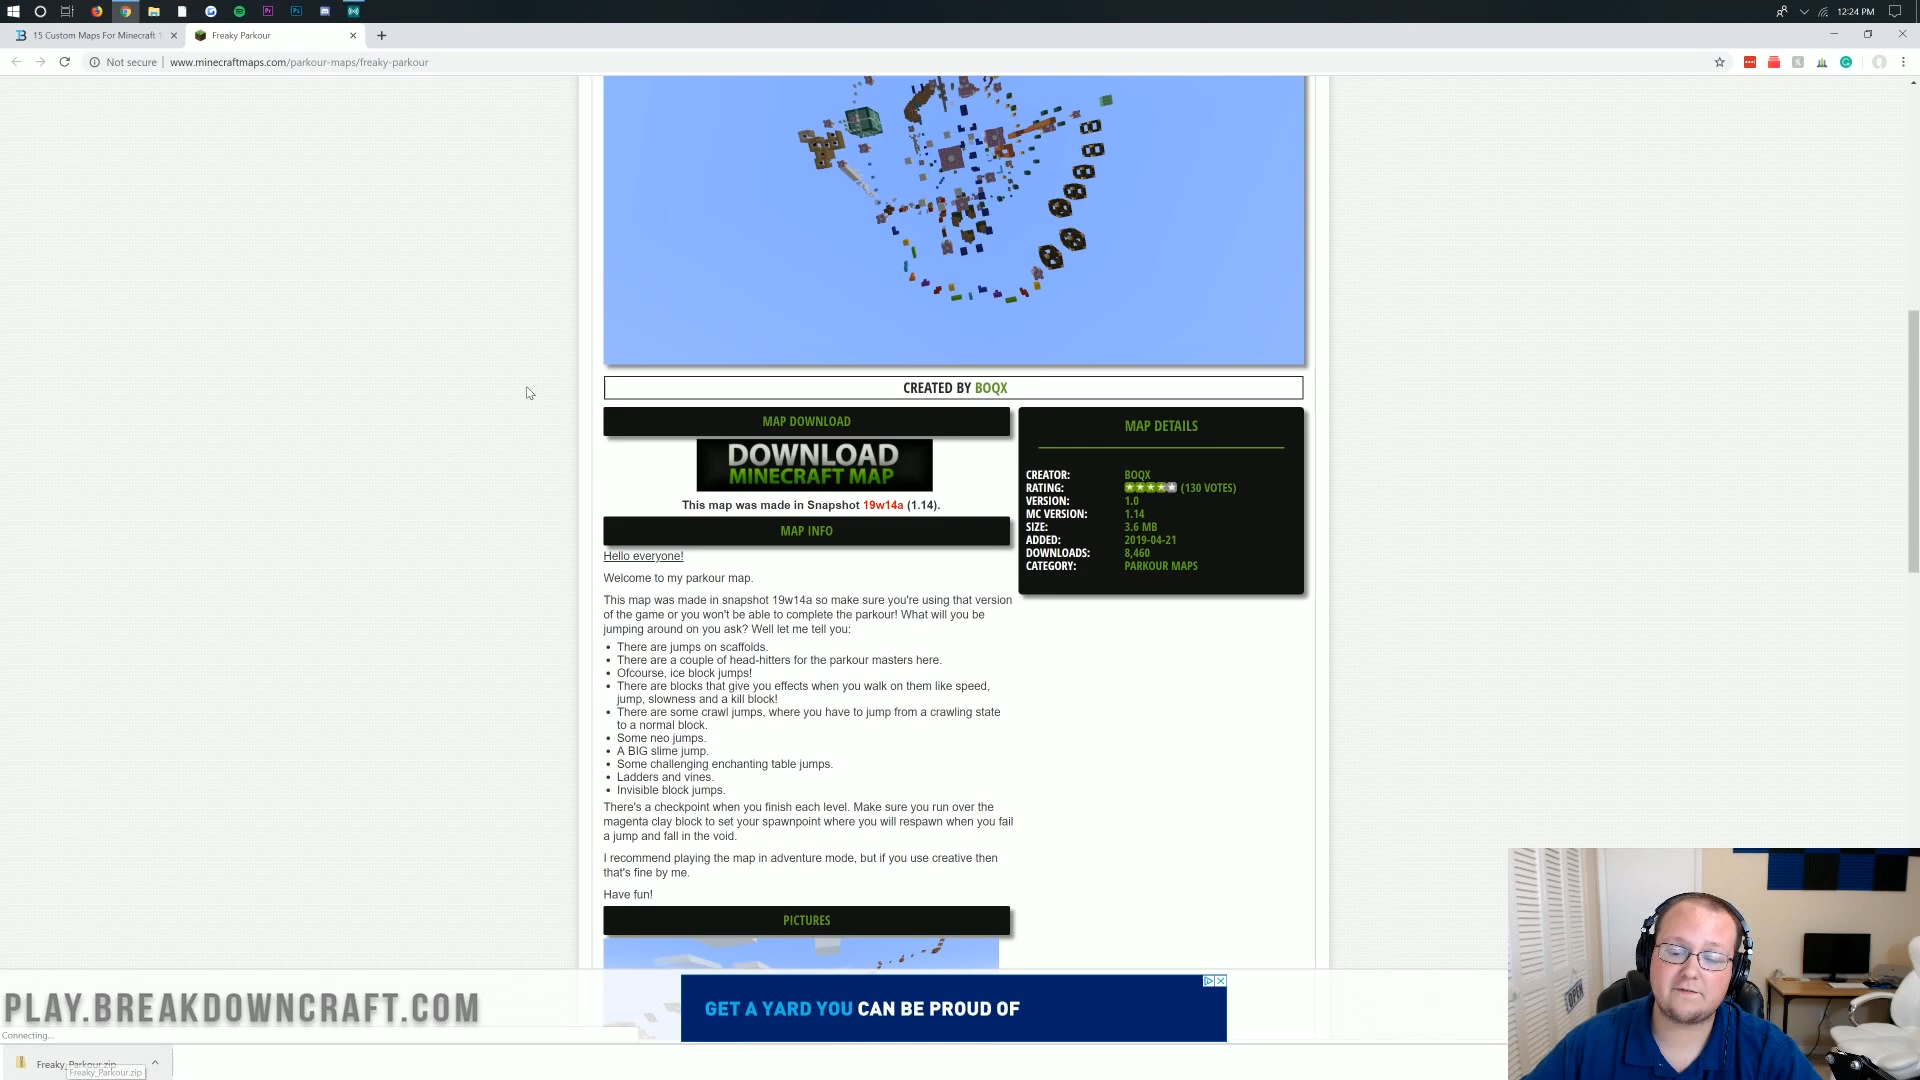 12:24 PM
15 Custom Maps For Minecraft 1
Freaky Parkour
Not secure
www.minecraftmaps.com/parkour-maps/freaky-parkour
CREATED BY BOQX
MAP DOWNLOAD
DOWNLOAD
MINECRAFT MAP
This map was made in Snapshot 19w14a (1.14).
MAP INFO
Hello everyone!
Welcome to my parkour map.
This map was made in snapshot 19w14a so make sure you're using that version
of the game or you won't be able to complete the parkour! What will you be
jumping around on you ask? Well let me tell you:
• There are jumps on scaffolds.
• There are a couple of head-hitters for the parkour masters here.
• Ofcourse, ice block jumps!
• There are blocks that give you effects when you walk on them like speed,
jump, slowness and a kill block!
• There are some crawl jumps, where you have to jump from a crawling state
to a normal block.
• Some neo jumps.
• A BIG slime jump.
• Some challenging enchanting table jumps.
• Ladders and vines.
• Invisible block jumps.
There's a checkpoint when you finish each level. Make sure you run over the
magenta clay block to set your spawnpoint where you will respawn when you fail
a jump and fall in the void.
I recommend playing the map in adventure mode, but if you use creative then
that's fine by me.
Have fun!
PICTURES
MAP DETAILS
CREATOR: BOQX
RATING: (130 VOTES)
VERSION: 1.0
MC VERSION: 1.14
SIZE: 3.6 MB
ADDED: 2019-04-21
DOWNLOADS: 8,460
CATEGORY: PARKOUR MAPS
GET A YARD YOU CAN BE PROUD OF
PLAY.BREAKDOWNCRAFT.COM
Connecting...
Freaky_Parkour.zip
Freaky_Parkour.zip
OPEN